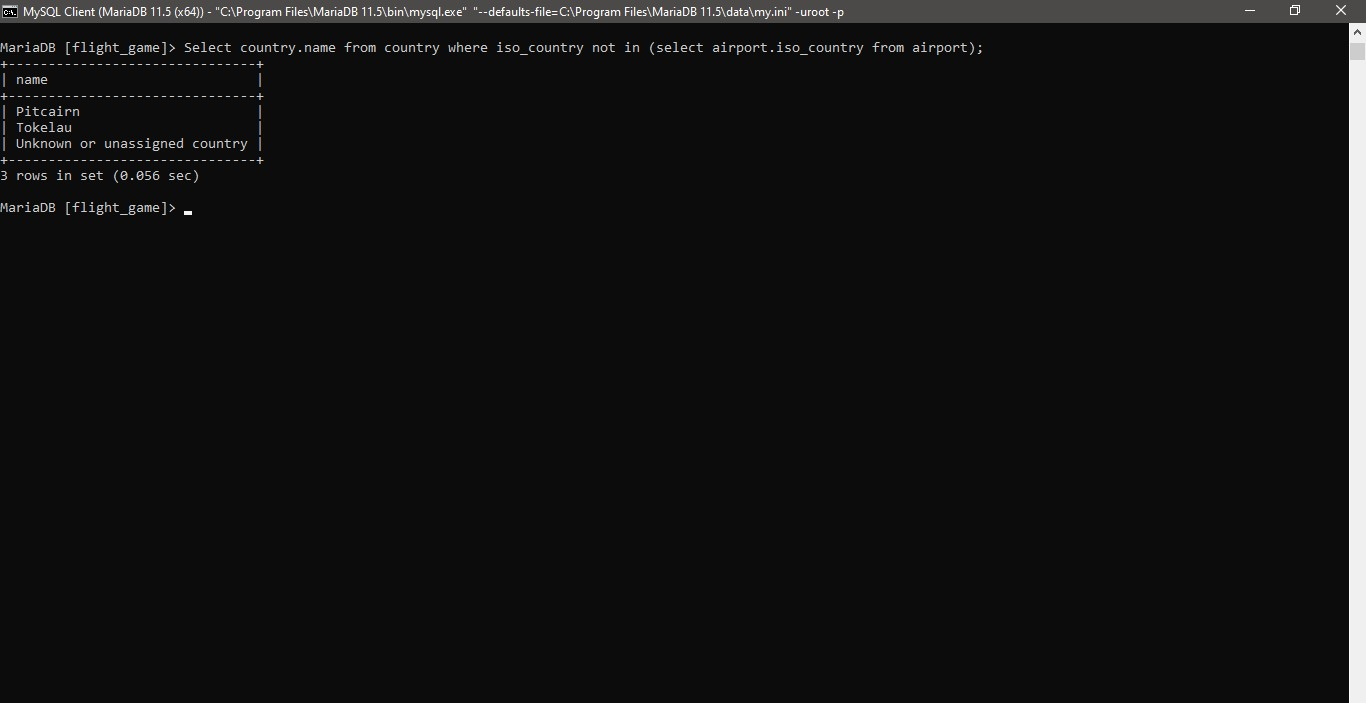 MySQL Client (MariaDB 11.5 (x64)) - "C:\Program Files\MariaDB 11.5\bin\mysql.exe" "--defaults-file=C:\Program Files\MariaDB 11.5\data\my.ini" -uroot -p
MariaDB [flight_game]> Select country.name from country where iso_country not in (select airport.iso_country from airport);
+-------------------------------+
| name                          |
+-------------------------------+
| Pitcairn                      |
| Tokelau                       |
| Unknown or unassigned country |
+-------------------------------+
3 rows in set (0.056 sec)
MariaDB [flight_game]>